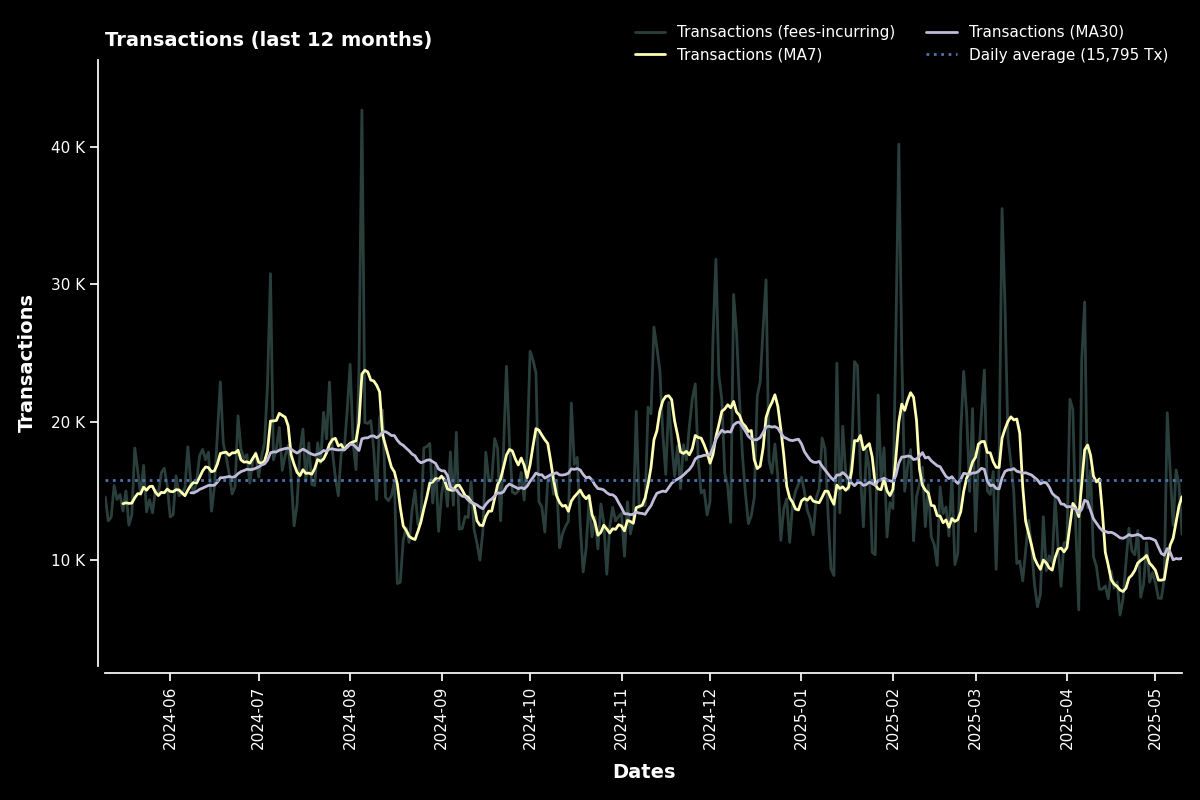 Transactions (last 12 months)
Transactions (fees-incurring)
Transactions (MA7)
Transactions (MA30)
Daily average (15,795 Tx)
Transactions
40 K
30 K
20 K
10 K
2024-06
2024-07
2024-08
2024-09
2024-10
2024-11
2024-12
2025-01
2025-02
2025-03
2025-04
2025-05
Dates